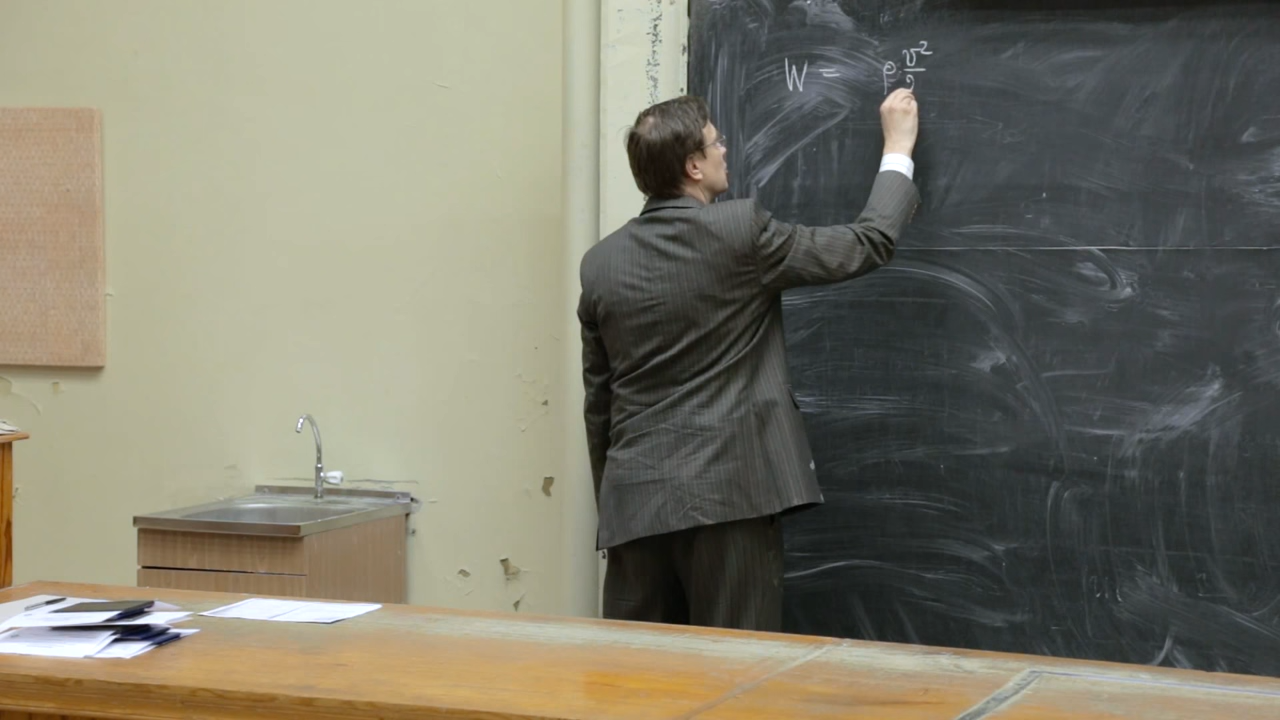 W = ρ v²/2